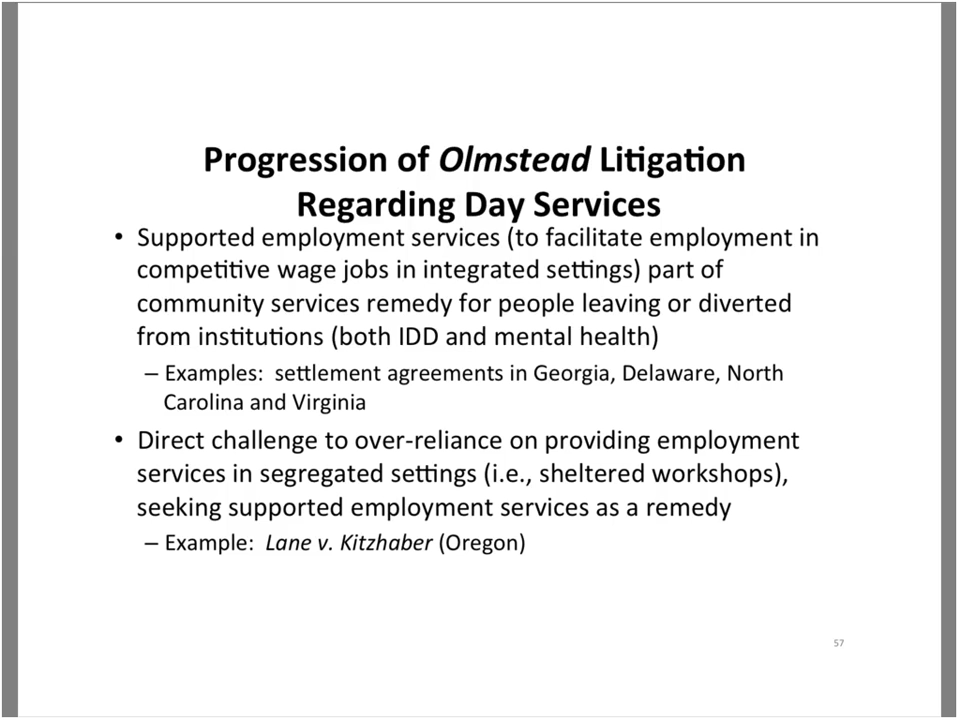 Progression of Olmstead Litigation
Regarding Day Services
• Supported employment services (to facilitate employment in
competitive wage jobs in integrated settings) part of
community services remedy for people leaving or diverted
from institutions (both IDD and mental health)
– Examples: settlement agreements in Georgia, Delaware, North
Carolina and Virginia
• Direct challenge to over-reliance on providing employment
services in segregated settings (i.e., sheltered workshops),
seeking supported employment services as a remedy
– Example: Lane v. Kitzhaber (Oregon)
57